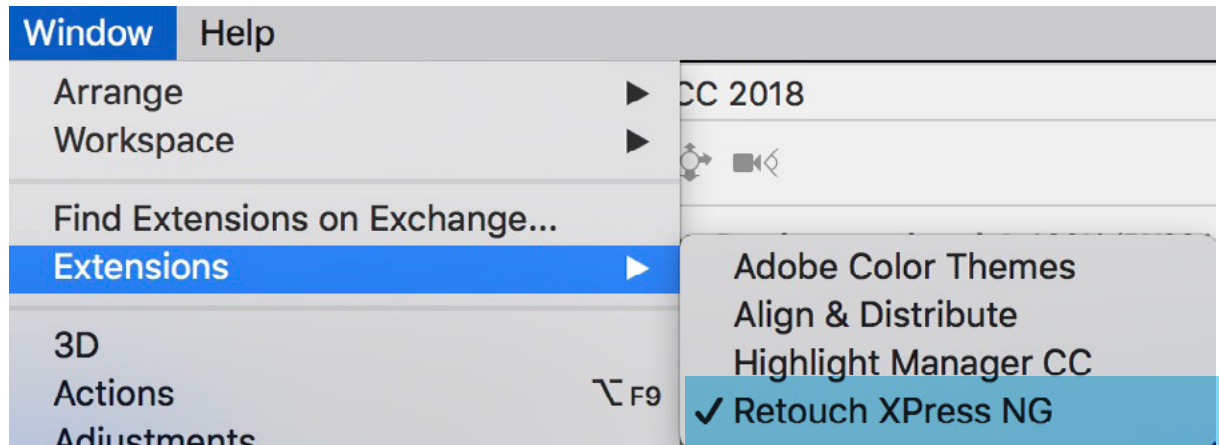 Window Help
Arrange ▶
CC 2018
Workspace ▶
Find Extensions on Exchange...
Extensions ▶
Adobe Color Themes
Align & Distribute
3D
Highlight Manager CC
Actions ⌥F9
✓ Retouch XPress NG
Adjustments